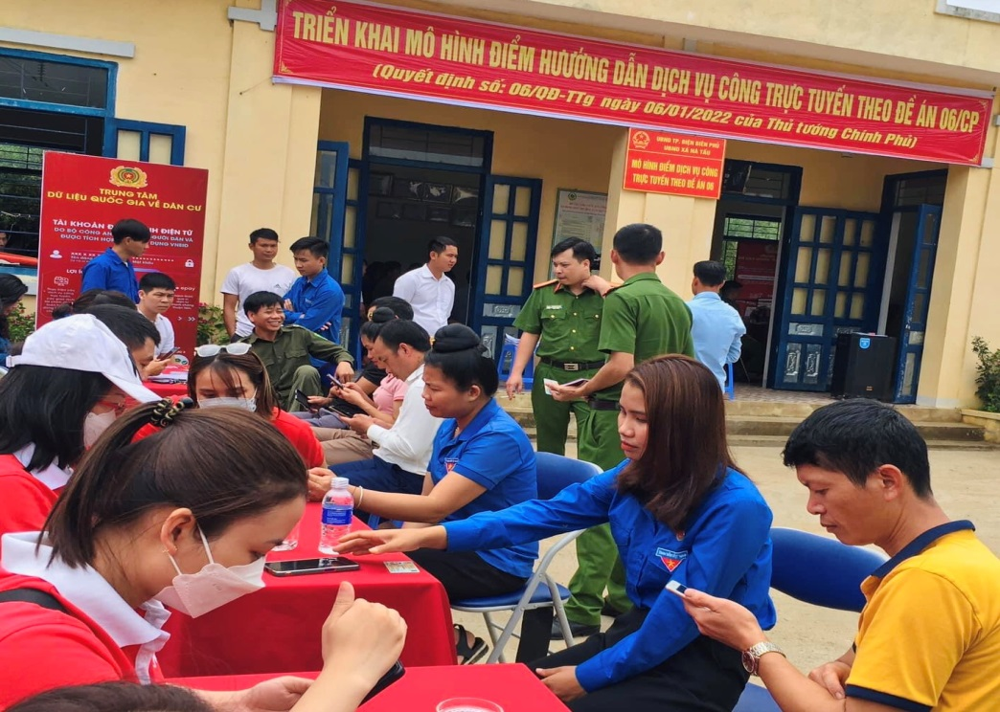 TRIỂN KHAI MÔ HÌNH ĐIỂM HƯỚNG DẪN DỊCH VỤ CÔNG TRỰC TUYẾN THEO ĐỀ ÁN 06/CP
(Quyết định số: 06/QĐ-TTg ngày 06/01/2022 của Thủ tướng Chính Phủ)
UBND TP. ĐIỆN BIÊN PHỦ
UBND XÃ NÀ TẤU
MÔ HÌNH ĐIỂM DỊCH VỤ CÔNG
TRỰC TUYẾN THEO ĐỀ ÁN 06
TRUNG TÂM
DỮ LIỆU QUỐC GIA VỀ DÂN CƯ
TÀI KHOẢN ĐỊNH ĐIỆN TỬ
DO BỘ CÔNG AN NGƯỜI DÂN VÀ
ĐƯỢC TÍCH HỢP DỤNG VNEID